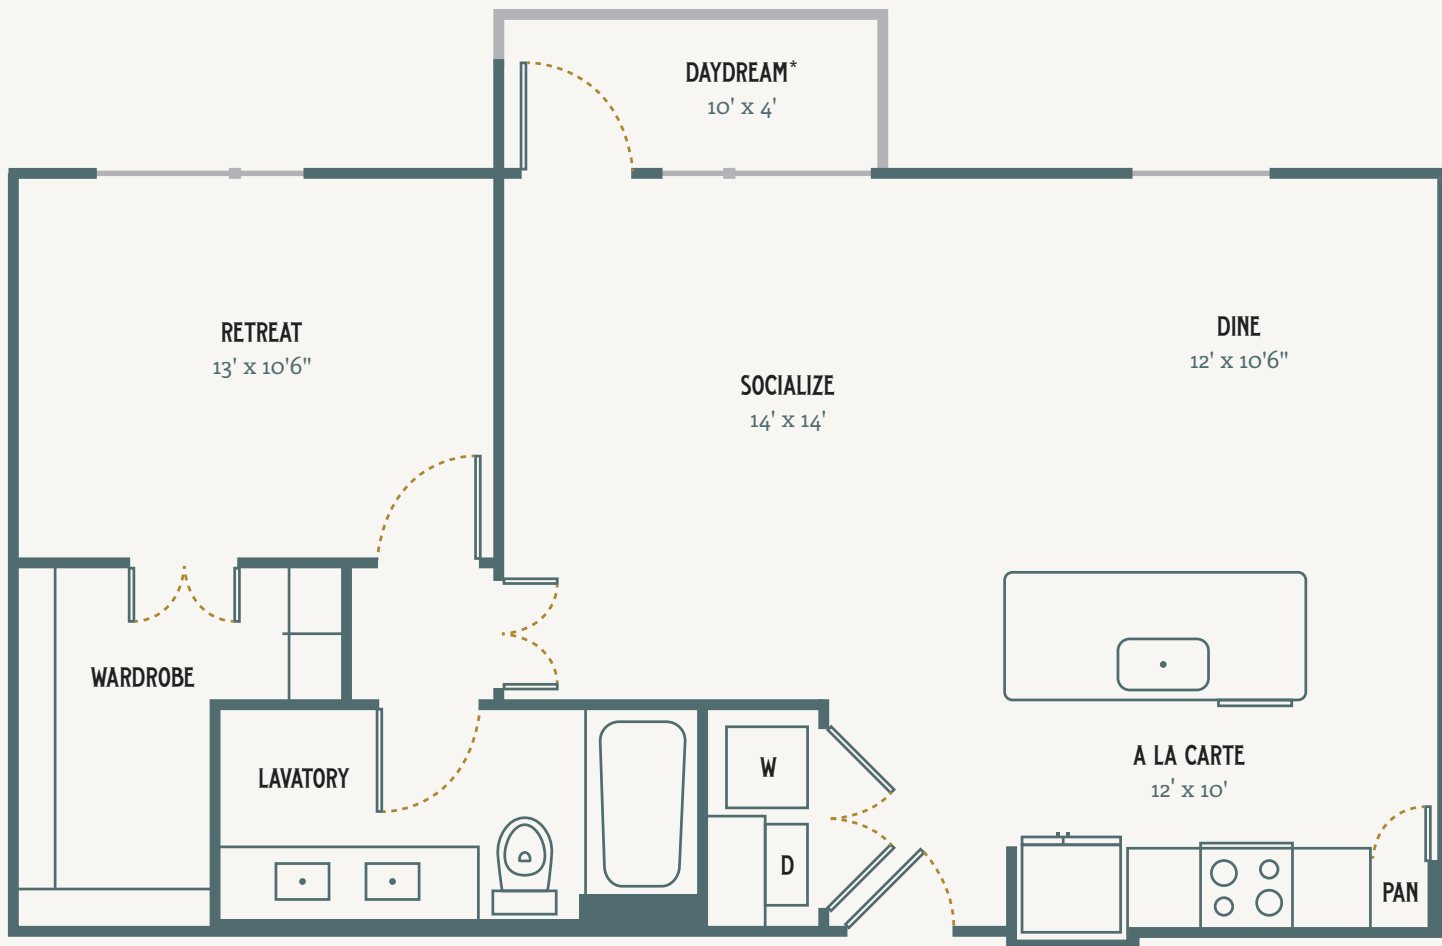 DAYDREAM*
10' x 4'
RETREAT
13' x 10'6"
DINE
12' x 10'6"
SOCIALIZE
14' x 14'
WARDROBE
LAVATORY
W
D
A LA CARTE
12' x 10'
PAN